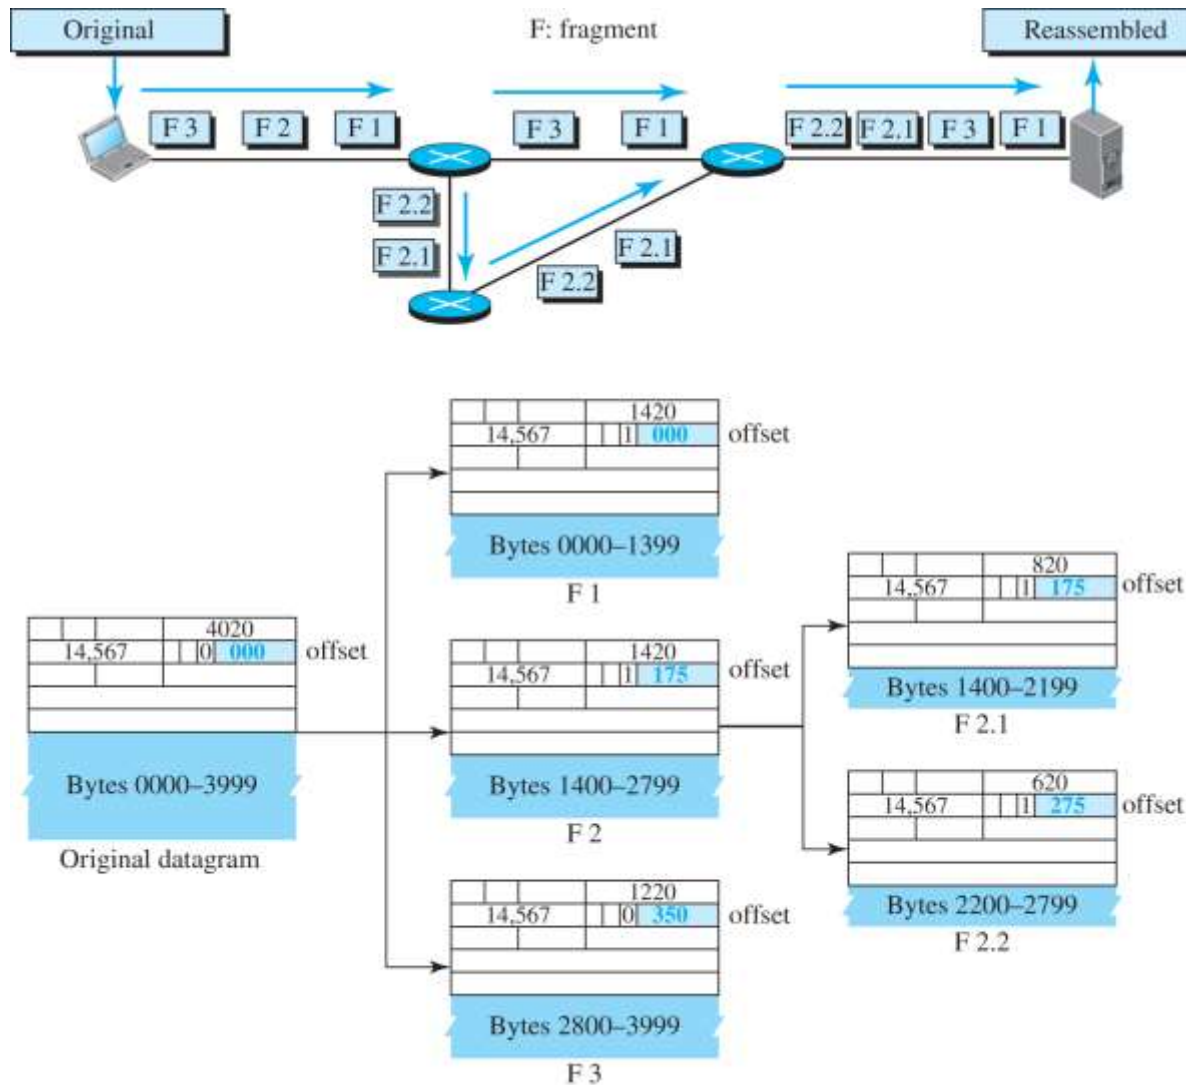 Original
F: fragment
Reassembled
F 3
F 2
F 1
F 3
F 1
F 2.2
F 2.1
F 3
F 1
F 2.2
F 2.1
F 2.1
F 2.2
1420
14,567 1 000 offset
Bytes 0000–1399
F 1
4020
14,567 0 000 offset
Bytes 0000–3999
Original datagram
1420
14,567 1 175 offset
Bytes 1400–2799
F 2
1220
14,567 0 350 offset
Bytes 2800–3999
F 3
820
14,567 1 175 offset
Bytes 1400–2199
F 2.1
620
14,567 1 275 offset
Bytes 2200–2799
F 2.2